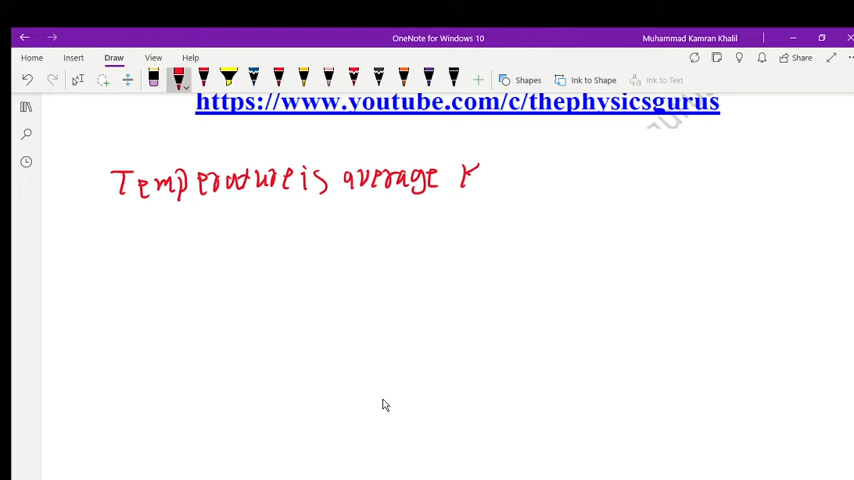 OneNote for Windows 10
Muhammad Kamran Khalil
Home Insert Draw View Help
Shapes Ink to Shape Ink to Text Share
https://www.youtube.com/c/thephysicsgurus
Temperature is average K